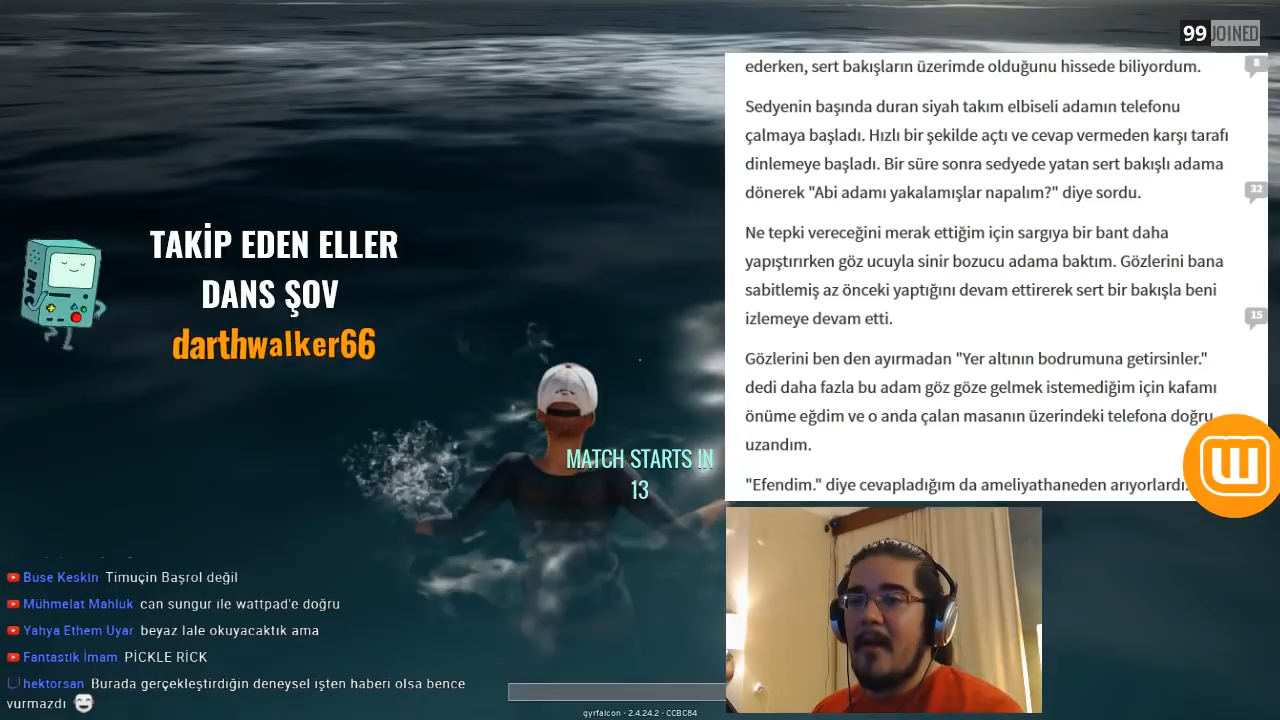 99 JOINED
ederken, sert bakışların üzerimde olduğunu hissede biliyordum.
8
Sedyenin başında duran siyah takım elbiseli adamın telefonu
çalmaya başladı. Hızlı bir şekilde açtı ve cevap vermeden karşı tarafı
dinlemeye başladı. Bir süre sonra sedyede yatan sert bakışlı adama
dönerek "Abi adamı yakalamışlar napalım?" diye sordu.
32
Ne tepki vereceğini merak ettiğim için sargıya bir bant daha
yapıştırırken göz ucuyla sinir bozucu adama baktım. Gözlerini bana
sabitlemiş az önceki yaptığını devam ettirerek sert bir bakışla beni
izlemeye devam etti.
15
Gözlerini ben den ayırmadan "Yer altının bodrumuna getirsinler."
dedi daha fazla bu adam göz göze gelmek istemediğim için kafamı
önüme eğdim ve o anda çalan masanın üzerindeki telefona doğru
uzandım.
"Efendim." diye cevapladığım da ameliyathaneden arıyorlardı.
TAKİP EDEN ELLER
DANS ŞOV
darthwalker66
BMO
MATCH STARTS IN
13
Buse Keskin Timuçin Başrol değil
Mühmelat Mahluk can sungur ile wattpad'e doğru
Yahya Ethem Uyar beyaz lale okuyacaktık ama
Fantastik İmam PİCKLE RİCK
hektorsan Burada gerçekleştirdiğin deneysel işten haberi olsa bence
vurmazdı
gyrfalcon - 2.4.24.2 - CCBC84